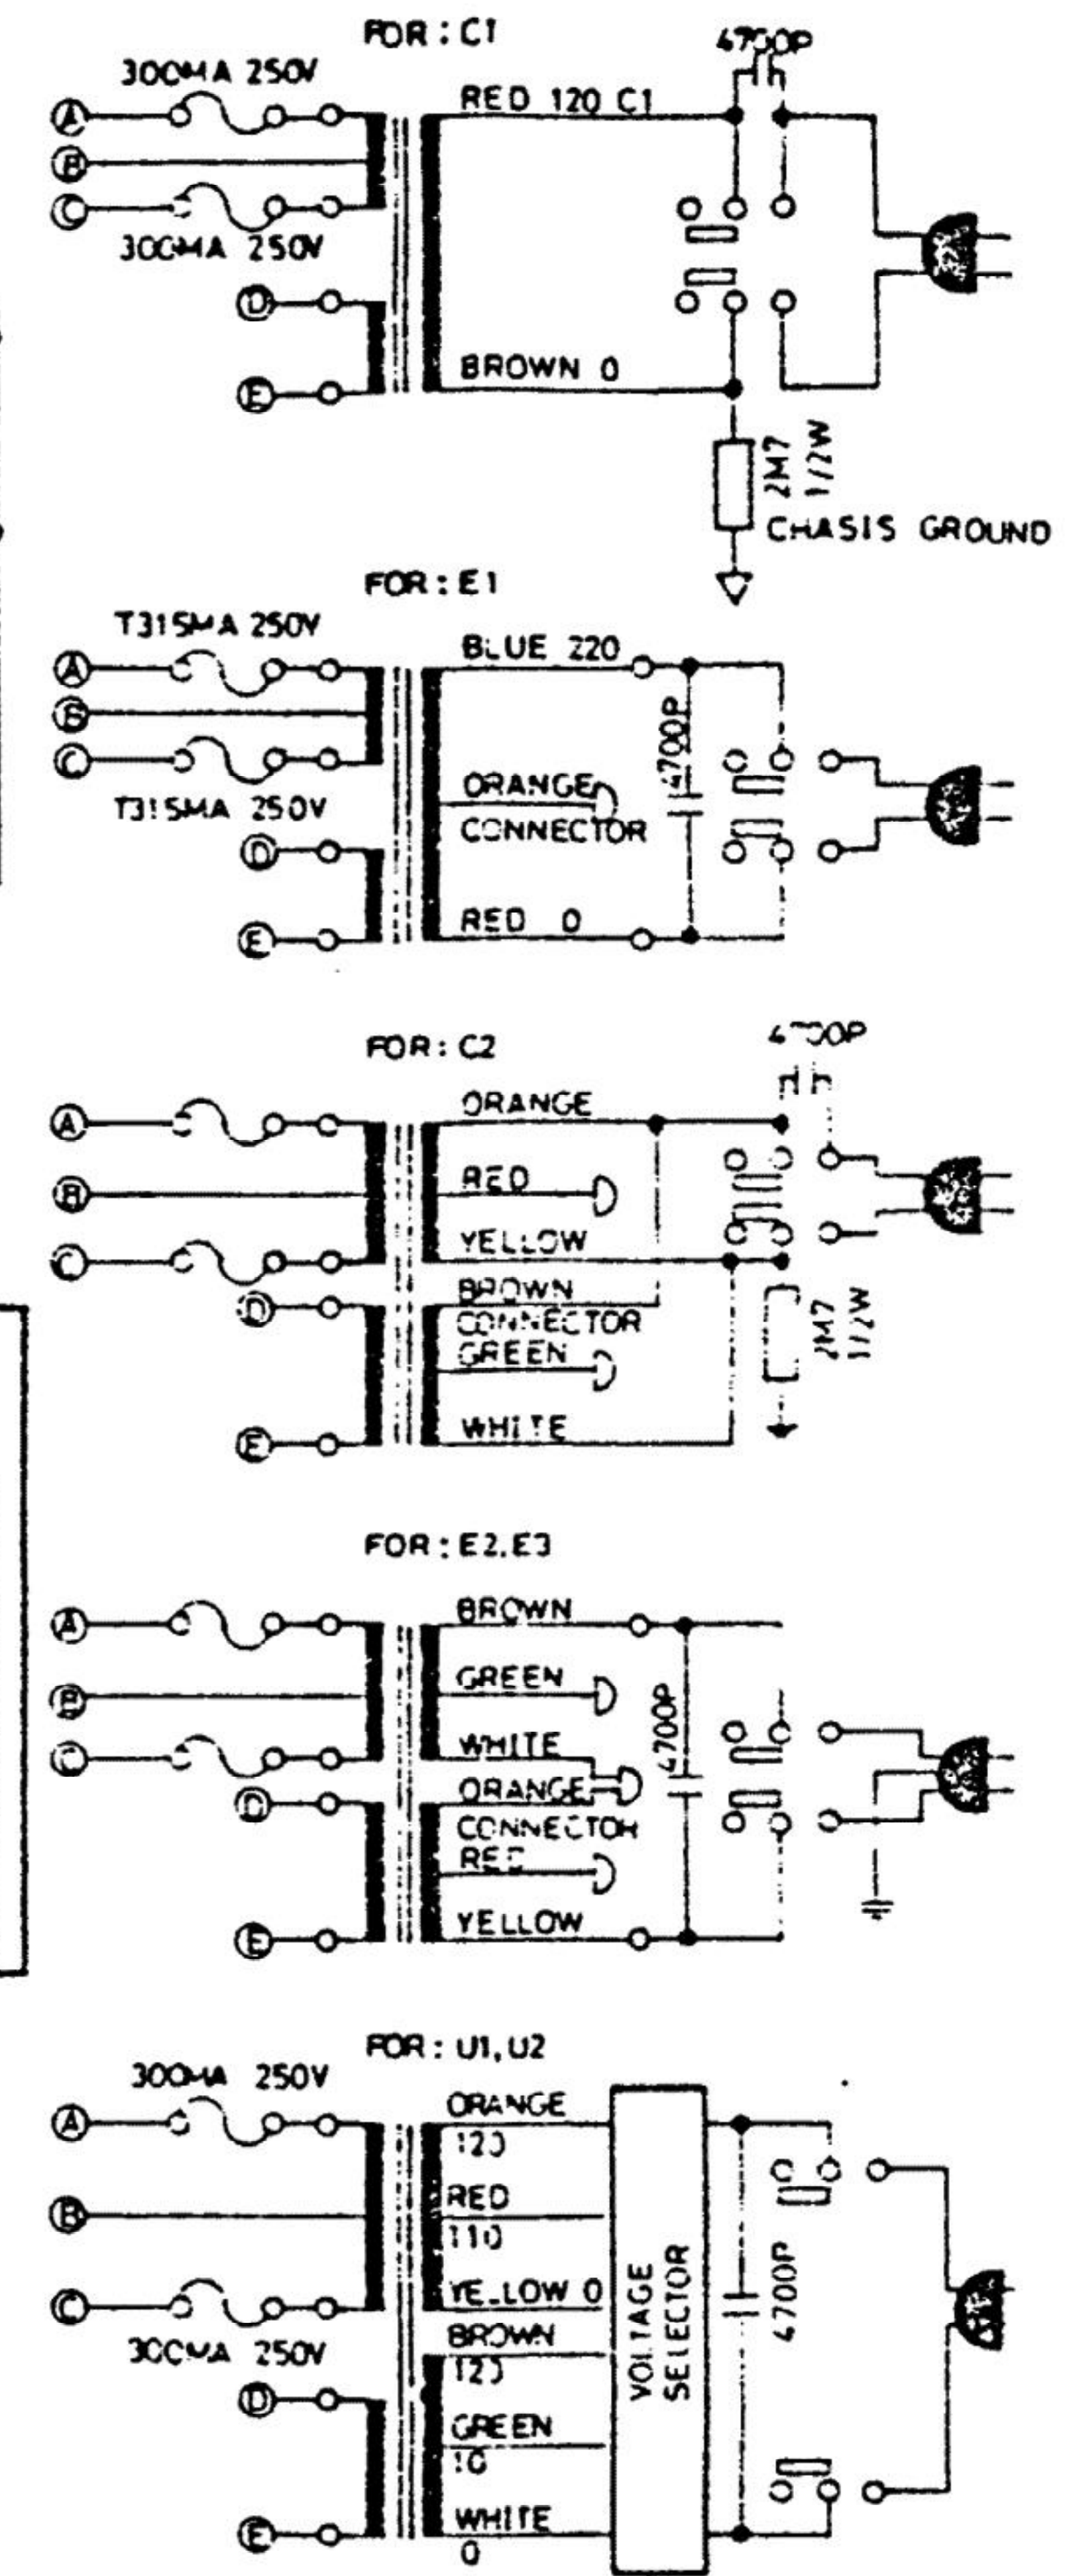 FOR : C1
4700P
300MA 250V
RED 120 C1
A
B
C
300MA 250V
D
BROWN 0
E
2M7
1/2W
CHASIS GROUND
FOR : E1
T315MA 250V
BLUE 220
A
B
C
4700P
ORANGE
CONNECTOR
T315MA 250V
D
RED 0
E
FOR : C2
4700P
ORANGE
A
RED
B
YELLOW
C
BROWN
D
CONNECTOR
GREEN
2M7
1/2W
WHITE
E
FOR : E2.E3
BROWN
A
GREEN
B
4700P
WHITE
C
ORANGE
D
CONNECTOR
RED
YELLOW
E
FOR : U1,U2
300MA 250V
ORANGE
A
120
RED
B
110
YELLOW 0
C
BROWN
300MA 250V
120
D
GREEN
WHITE
E
0
VOLTAGE
SELECTOR
4700P